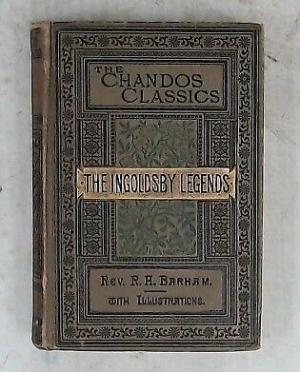 THE
CHANDOS
CLASSICS
THE INGOLDSBY LEGENDS
REV. R. H. BARHAM.
WITH ILLUSTRATIONS.